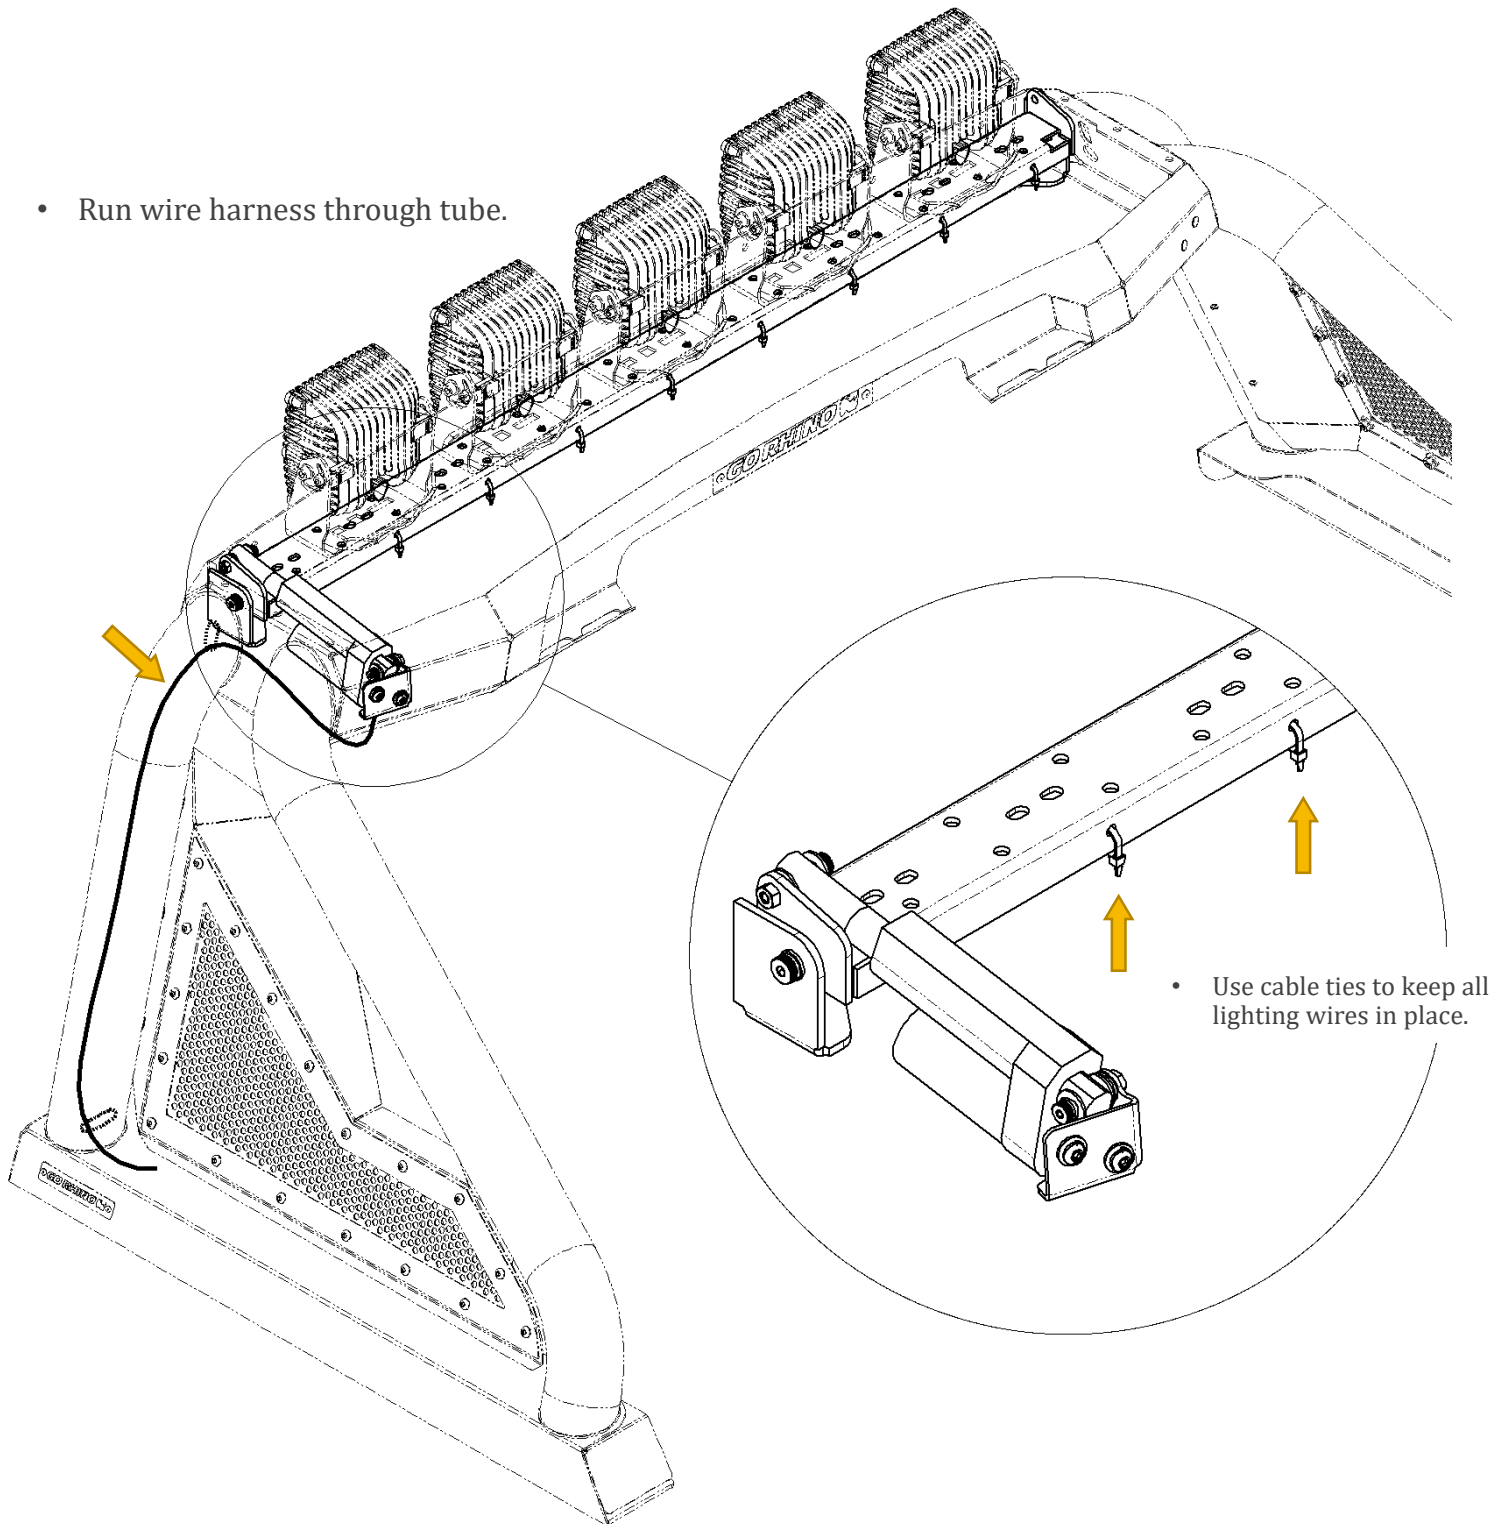 • Run wire harness through tube.
GO RHINO
GO RHINO
• Use cable ties to keep all
lighting wires in place.